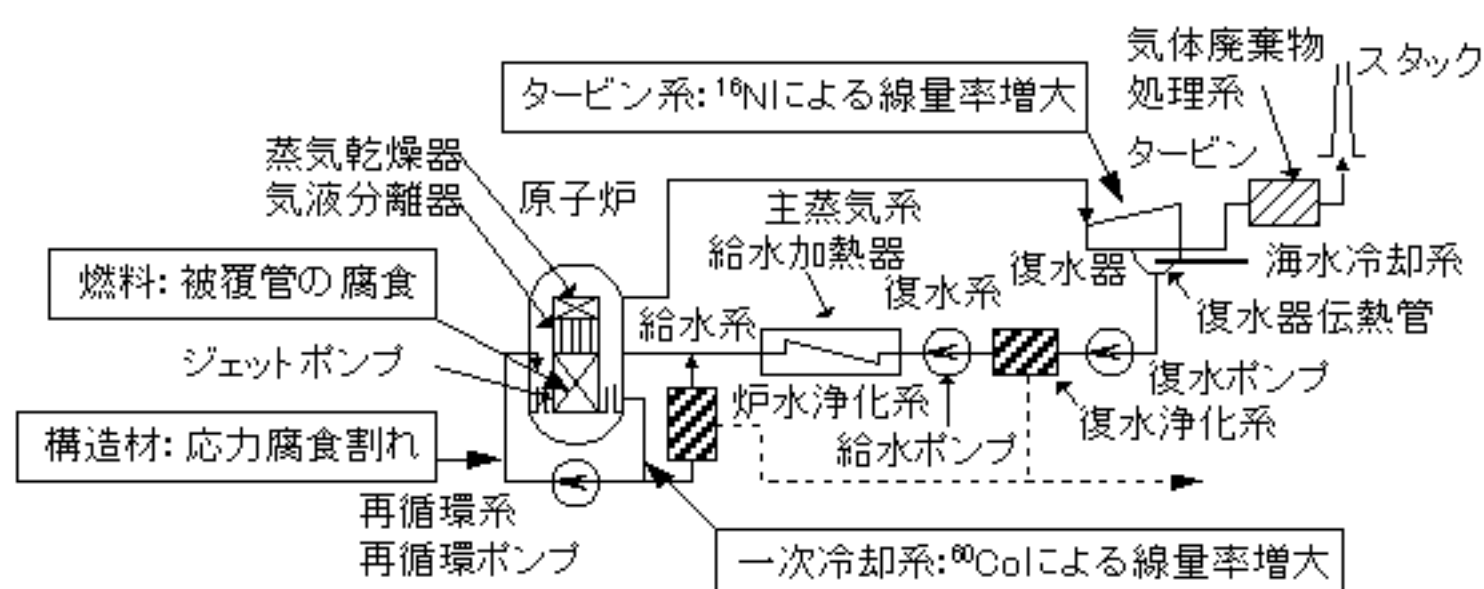 気体廃棄物
処理系
スタック
タービン系: ¹⁶Nによる線量率増大
タービン
蒸気乾燥器
気液分離器
原子炉
主蒸気系
給水加熱器
復水器
海水冷却系
燃料: 被覆管の腐食
復水系
給水系
復水器伝熱管
ジェットポンプ
復水ポンプ
炉水浄化系
復水浄化系
構造材: 応力腐食割れ
給水ポンプ
再循環系
再循環ポンプ
一次冷却系:⁶⁰Coによる線量率増大